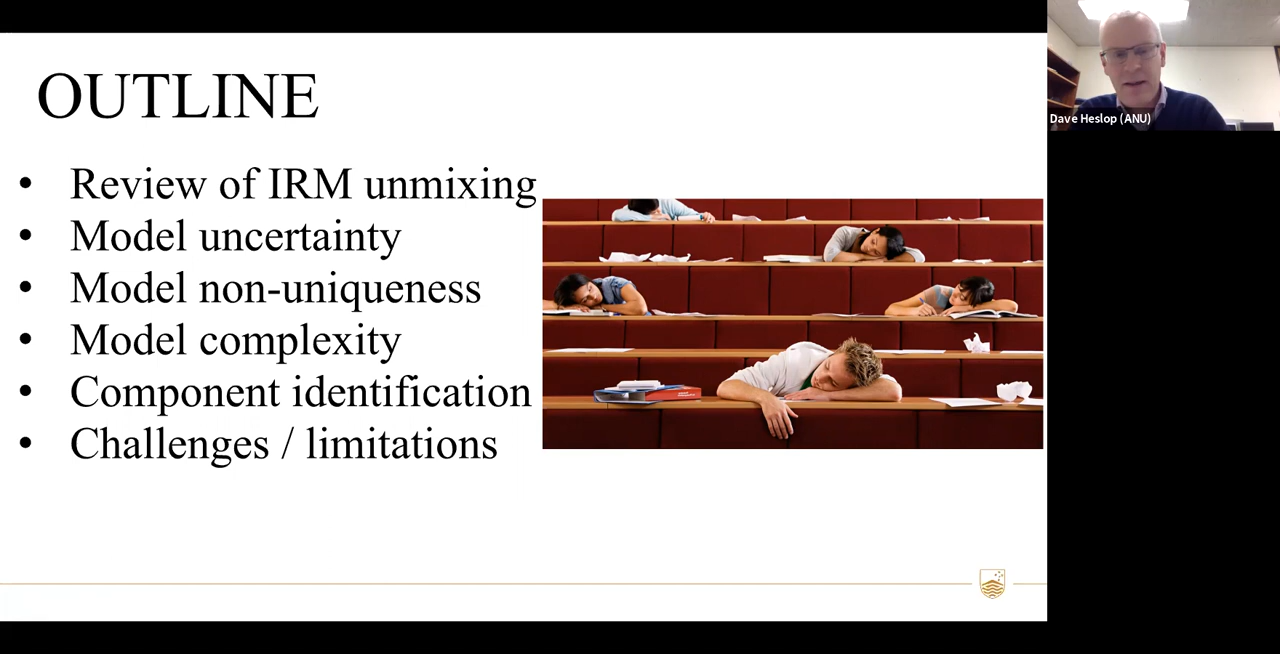 OUTLINE
• Review of IRM unmixing
• Model uncertainty
• Model non-uniqueness
• Model complexity
• Component identification
• Challenges / limitations
Dave Heslop (ANU)